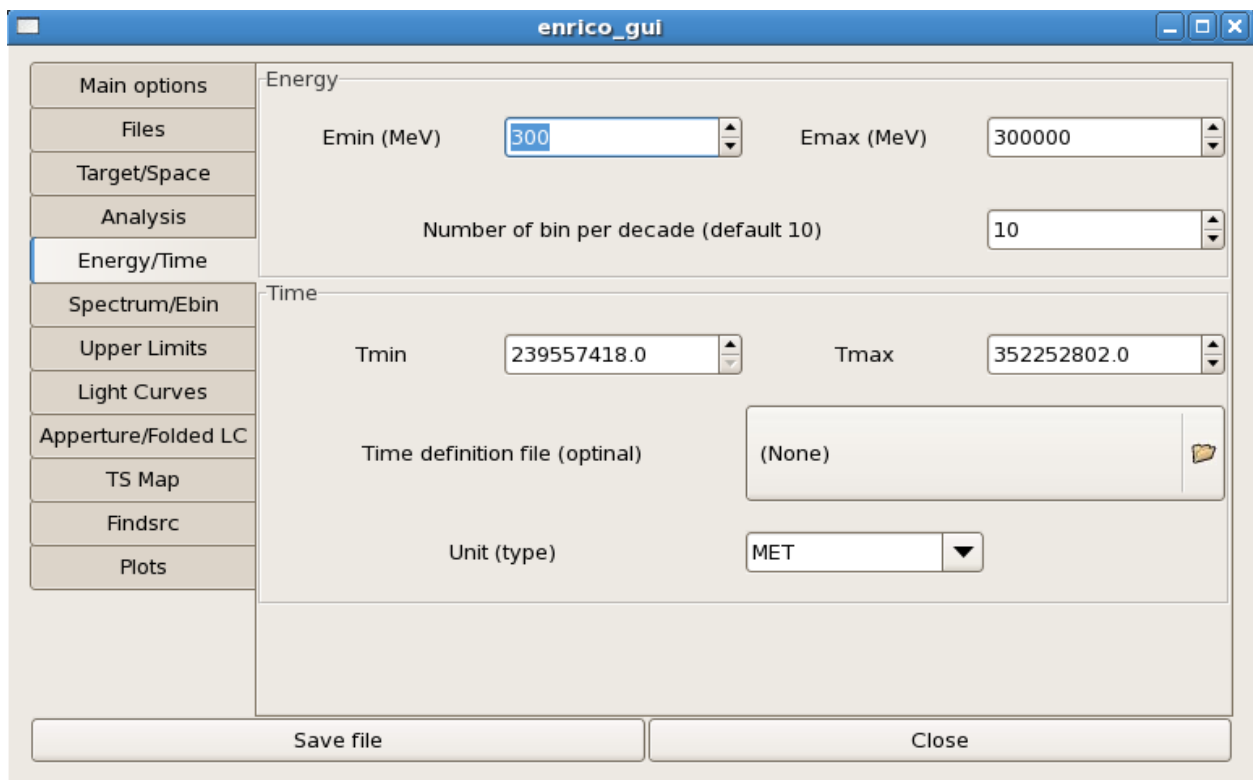 enrico_gui
Main options
Files
Target/Space
Analysis
Energy/Time
Spectrum/Ebin
Upper Limits
Light Curves
Apperture/Folded LC
TS Map
Findsrc
Plots
Energy
Emin (MeV) 300 Emax (MeV) 300000
Number of bin per decade (default 10) 10
Time
Tmin 239557418.0 Tmax 352252802.0
Time definition file (optinal) (None)
Unit (type) MET
Save file Close